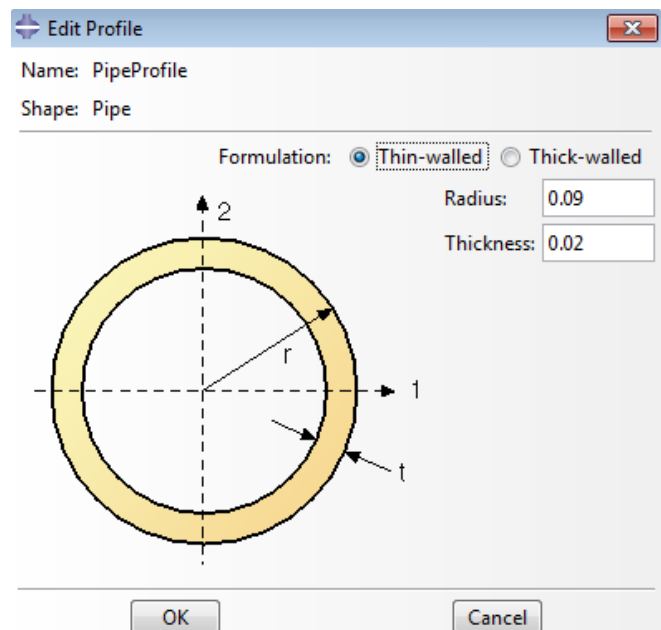 Edit Profile
Name: PipeProfile
Shape: Pipe
Formulation: Thin-walled Thick-walled
Radius: 0.09
Thickness: 0.02
2
r
1
t
OK Cancel